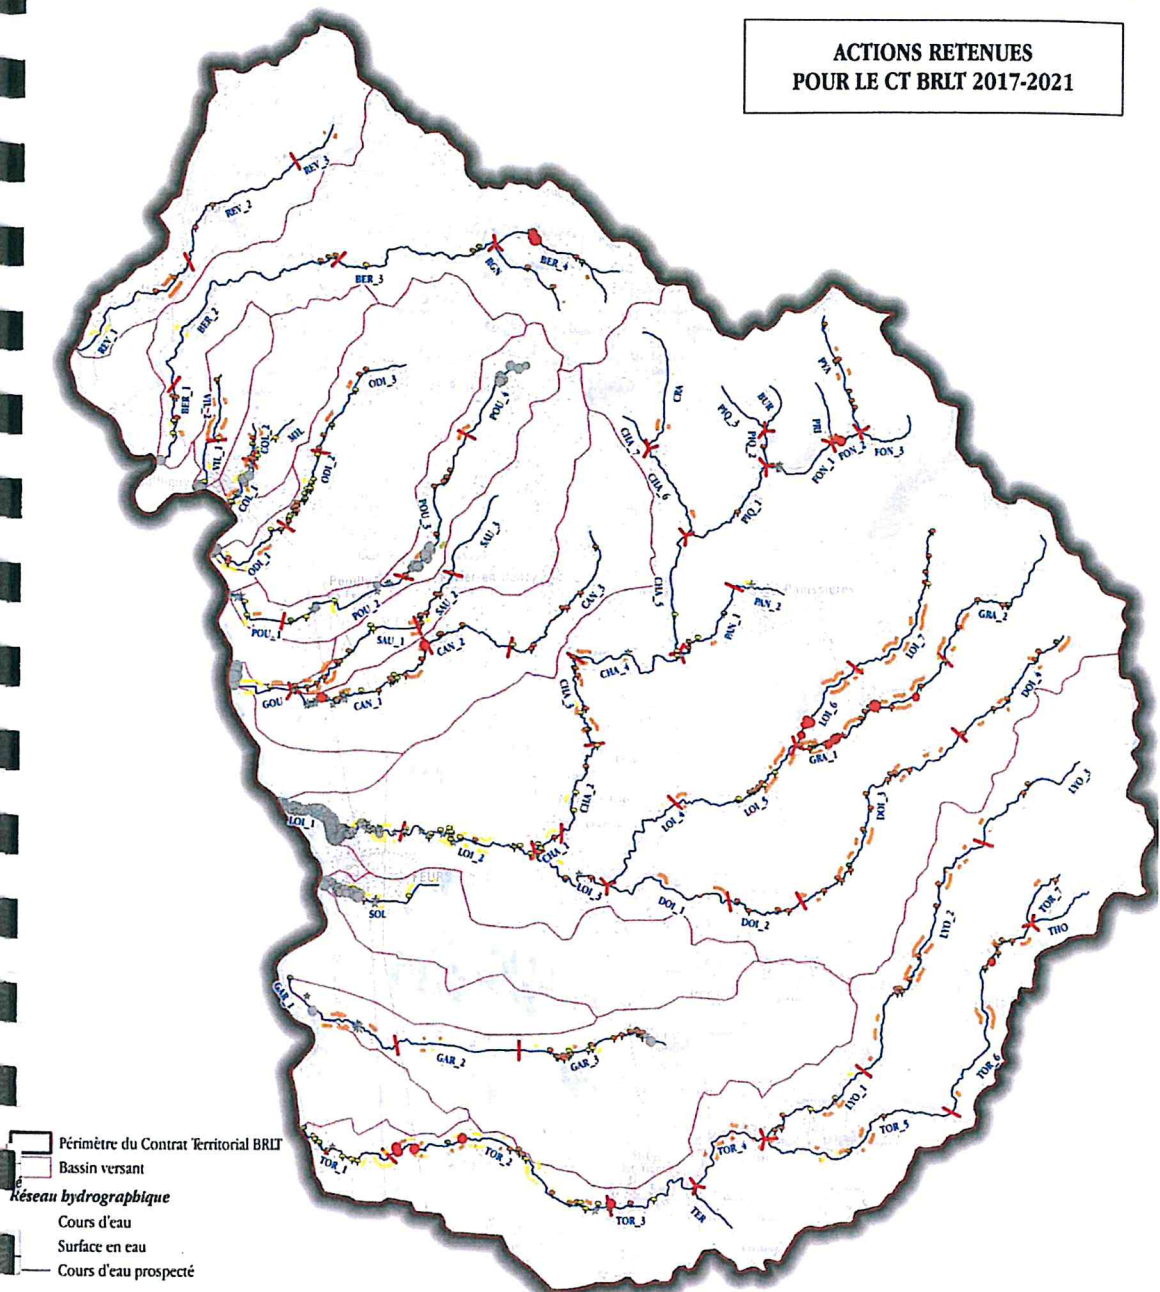 ACTIONS RETENUES
POUR LE CT BRLT 2017-2021
REV_3
REV_2
REV_1
BGN
BER_4
BER_3
BER_2
BER_1
VIL_2
VIL_1
COL_2
COL_1
MIL
ODI_3
ODI_2
ODI_1
POU_4
POU_3
POU_2
POU_1
SAU_3
SAU_2
SAU_1
CAN_3
CAN_2
CAN_1
GOU
CRA
CHA_7
CHA_6
CHA_5
CHA_4
CHA_3
CHA_2
CHA_1
PIQ_3
BUR
PIQ_2
PIQ_1
PRI
FON_1
FON_2
FON_3
PAN_1
PAN_2
Panissières
LOI_7
LOI_6
LOI_5
LOI_4
LOI_3
LOI_2
LOI_1
GRA_2
GRA_1
DOI_4
DOI_3
DOI_2
DOI_1
FEURS
SOL
LYO_3
LYO_2
LYO_1
GAR_1
GAR_2
GAR_3
TOR_7
THO
TOR_6
TOR_5
TOR_4
TOR_3
TOR_2
TOR_1
TER
Périmètre du Contrat Territorial BRLT
Bassin versant
é
Réseau hydrographique
Cours d'eau
Surface en eau
Cours d'eau prospecté